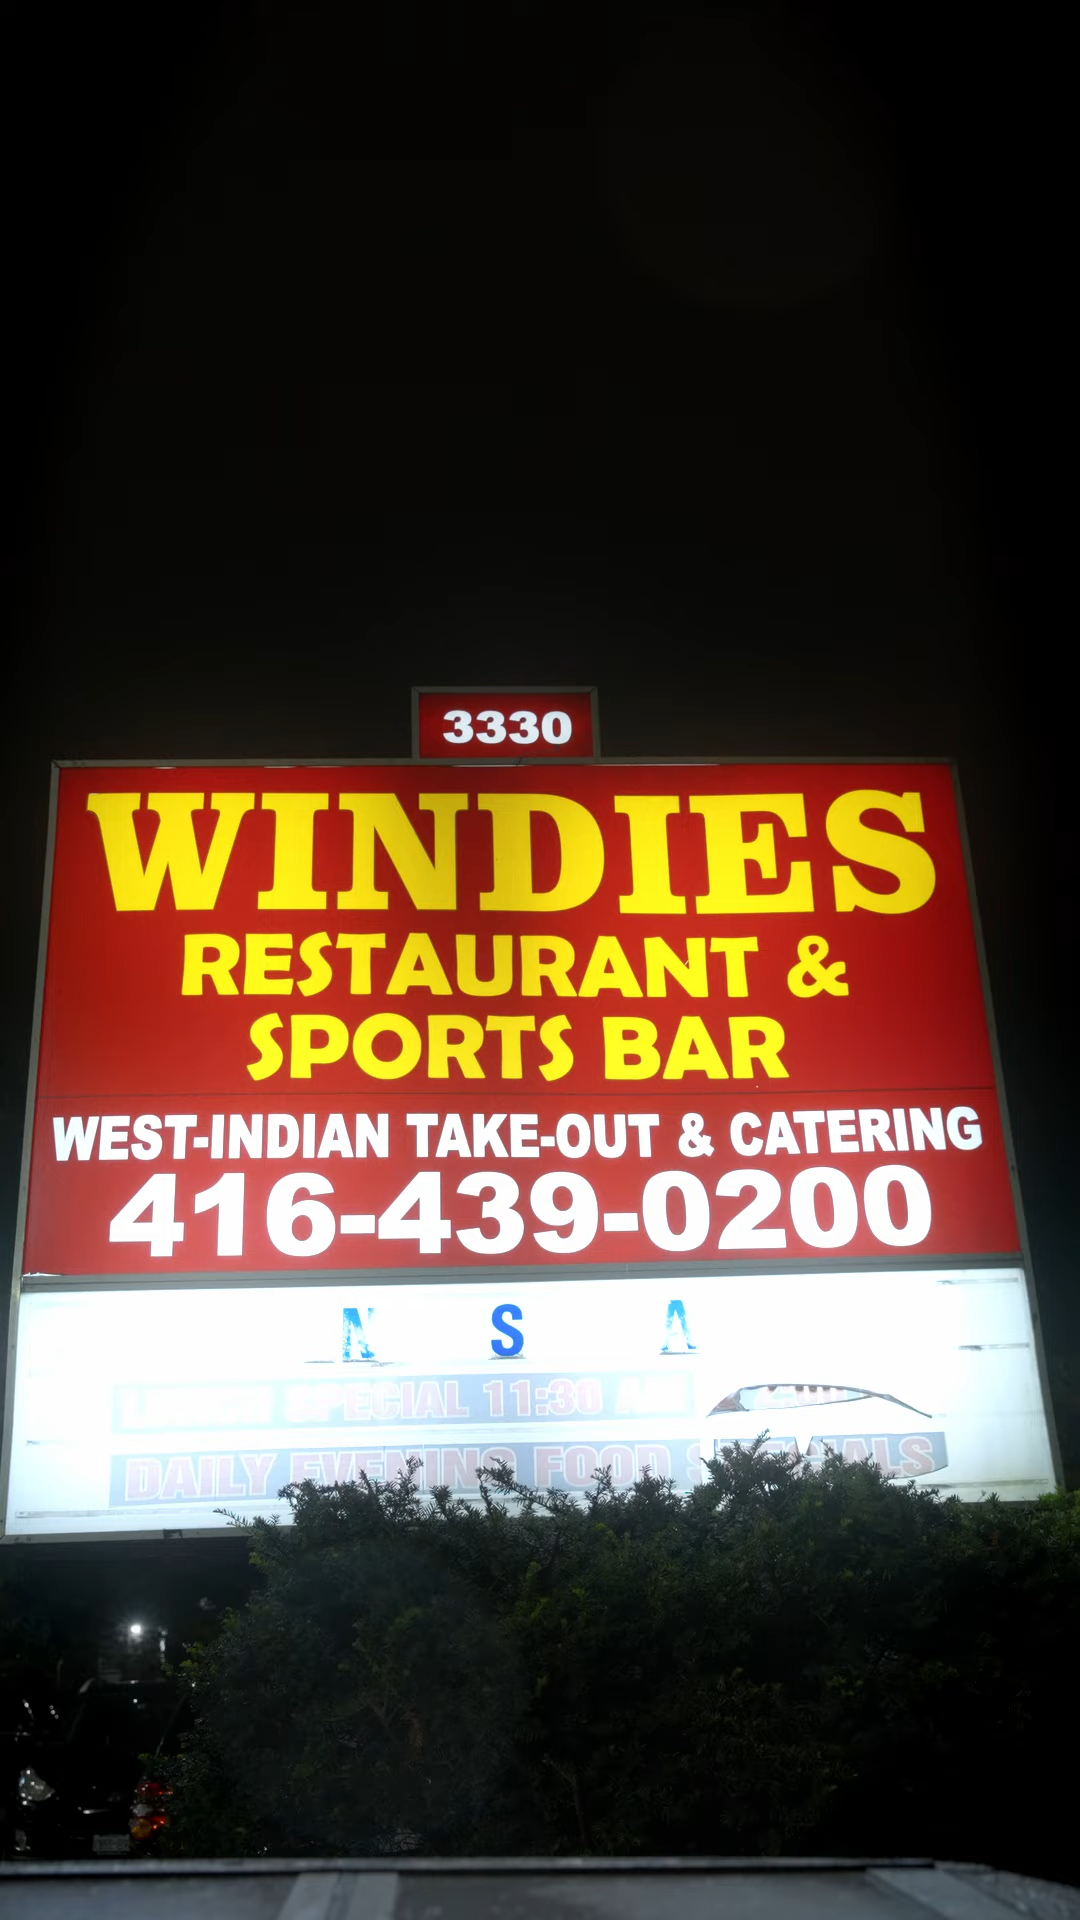 3330
WINDIES
RESTAURANT &
SPORTS BAR
WEST-INDIAN TAKE-OUT & CATERING
416-439-0200
N S A
SPECIAL 11:30
DAILY EVENING FOOD